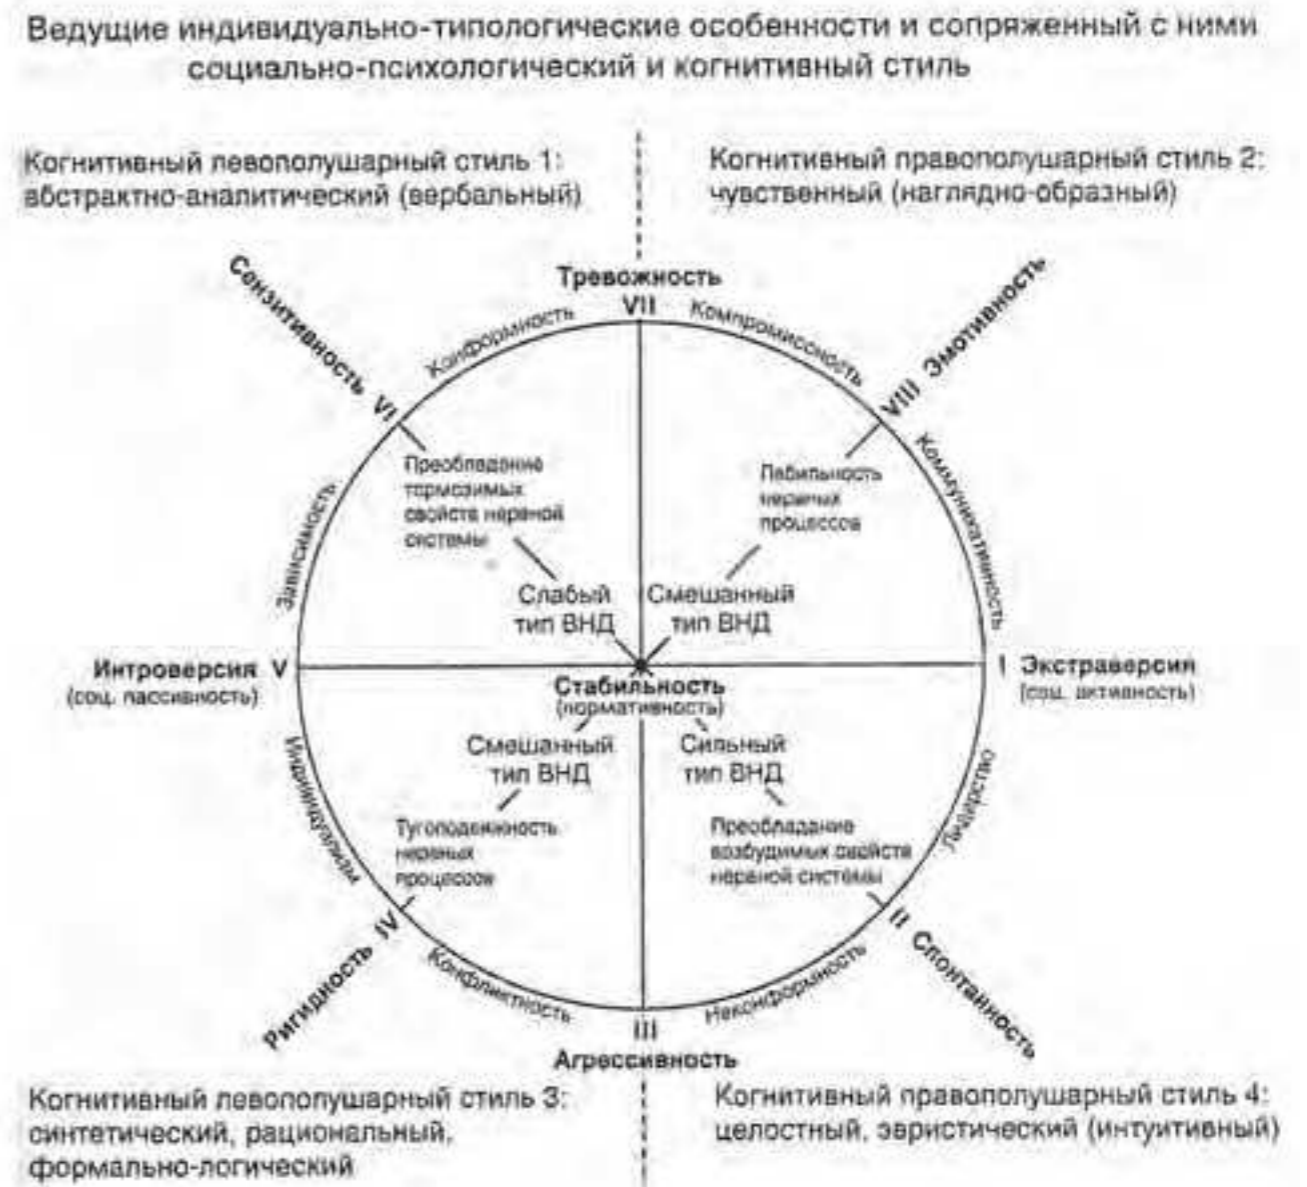 Ведущие индивидуально-типологические особенности и сопряженный с ними
социально-психологический и когнитивный стиль
Когнитивный левополушарный стиль 1:
абстрактно-аналитический (вербальный)
Когнитивный правополушарный стиль 2:
чувственный (наглядно-образный)
Тревожность
VII
Сензитивность VI
Конформность
Компромиссность
VIII Эмотивность
Зависимость
Коммуникативность
Преобладание
тормозимых
свойств нервной
системы
Лабильность
нервных
процессов
Слабый
тип ВНД
Смешанный
тип ВНД
Интроверсия V
(соц. пассивность)
I Экстраверсия
(соц. активность)
Стабильность
(нормативность)
Смешанный
тип ВНД
Сильный
тип ВНД
Тугоподвижность
нервных
процессов
Преобладание
возбудимых свойств
нервной системы
Индивидуализм
Лидерство
Ригидность IV
Конфликтность
Неконформность
II Спонтанность
III
Агрессивность
Когнитивный левополушарный стиль 3:
синтетический, рациональный,
формально-логический
Когнитивный правополушарный стиль 4:
целостный, эвристический (интуитивный)